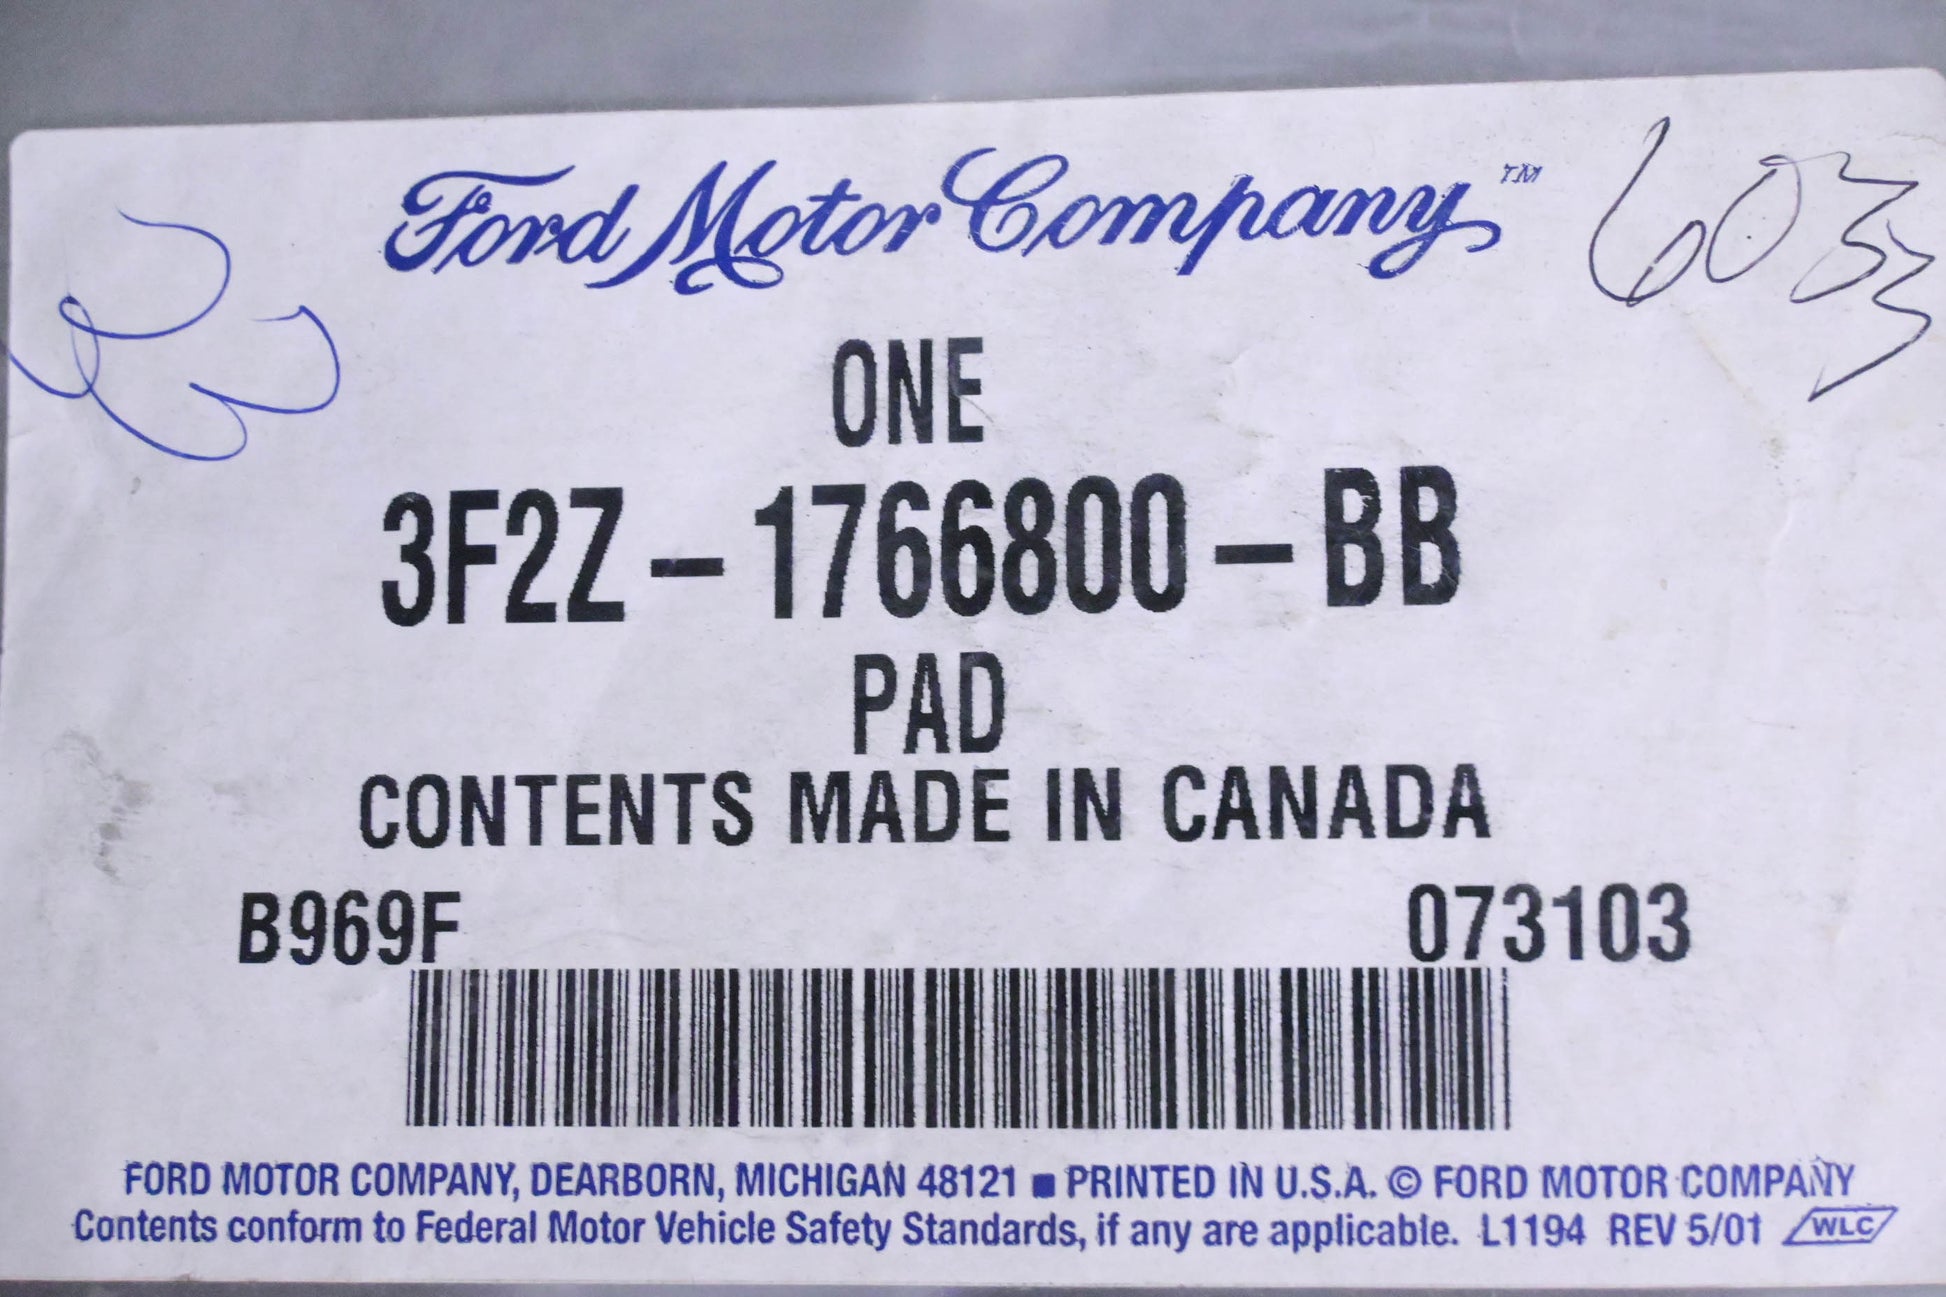 Ford Motor Company™
6033
ONE
3F2Z-1766800-BB
PAD
CONTENTS MADE IN CANADA
B969F 073103
FORD MOTOR COMPANY, DEARBORN, MICHIGAN 48121 ■ PRINTED IN U.S.A. © FORD MOTOR COMPANY
Contents conform to Federal Motor Vehicle Safety Standards, if any are applicable. L1194 REV 5/01 WLC